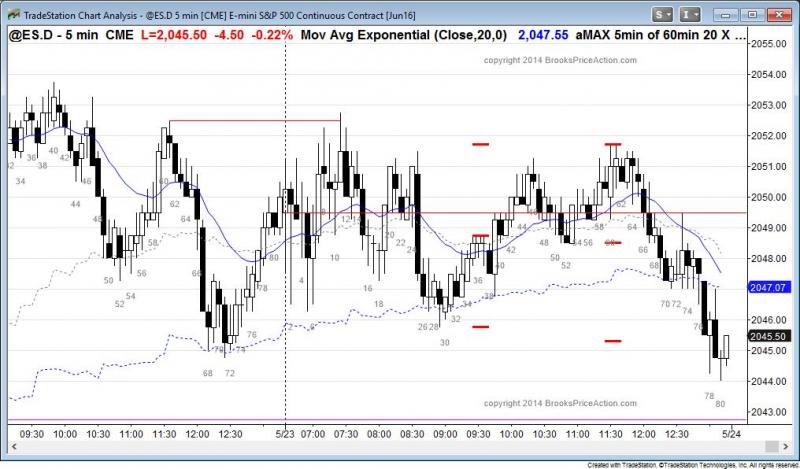 TradeStation Chart Analysis - @ES.D 5 min [CME] E-mini S&P 500 Continuous Contract [Jun16]
S I
@ES.D - 5 min CME L=2,045.50 -4.50 -0.22% Mov Avg Exponential (Close,20,0) 2,047.55 aMAX 5min of 60min 20 X ...
copyright 2014 BrooksPriceAction.com
2055.00
2054.00
2053.00
2052.00
2051.00
2050.00
2049.00
2048.00
2047.07
2046.00
2045.50
2045.00
2044.00
2043.00
34 36 38 40 42 44 46 48 50 52 54 56 58 60 62 64 68 70 72 74 76 78 80
2 4 6 8 10 12 16 18 20 22 24 26 28 30 32 34 36 38 40 42 44 48 50 52 54 56 58 60 62 64 66 68 70 72 74 76 78 80
copyright 2014 BrooksPriceAction.com
09:30 10:00 10:30 11:00 11:30 12:00 12:30 5/23 07:00 07:30 08:00 08:30 09:00 09:30 10:00 10:30 11:00 11:30 12:00 12:30 5/24
Created with TradeStation. ©TradeStation Technologies, Inc. All rights reserved.